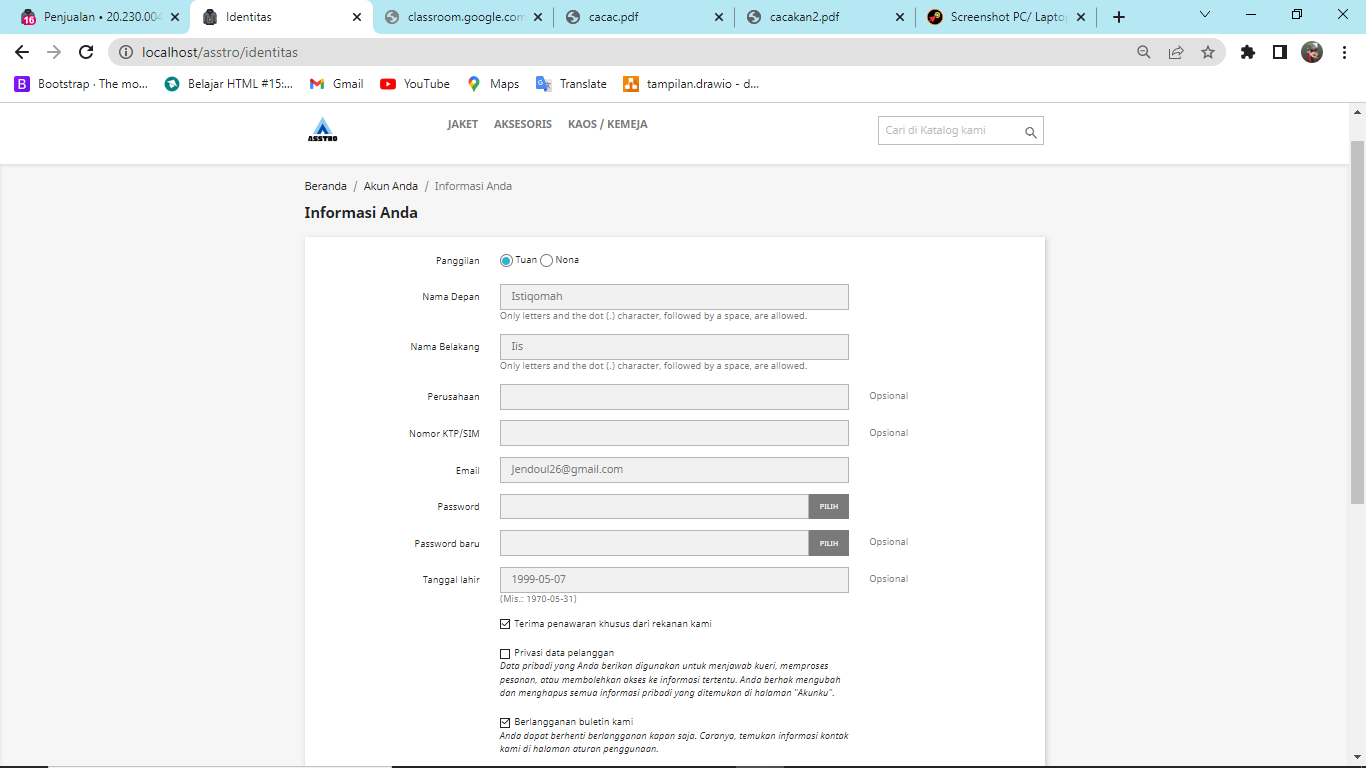 Penjualan • 20.230.004
Identitas
classroom.google.com
cacac.pdf
cacakan2.pdf
Screenshot PC/ Laptop
localhost/asstro/identitas
Bootstrap · The mo...
Belajar HTML #15:...
Gmail
YouTube
Maps
Translate
tampilan.drawio – d...
ASSTRO
JAKET AKSESORIS KAOS / KEMEJA
Cari di Katalog kami
Beranda / Akun Anda / Informasi Anda
Informasi Anda
Panggilan Tuan Nona
Nama Depan Istiqomah
Only letters and the dot (.) character, followed by a space, are allowed.
Nama Belakang Iis
Only letters and the dot (.) character, followed by a space, are allowed.
Perusahaan Opsional
Nomor KTP/SIM Opsional
Email Jendoul26@gmail.com
Password PILIH
Password baru PILIH Opsional
Tanggal lahir 1999-05-07 Opsional
(Mis.: 1970-05-31)
Terima penawaran khusus dari rekanan kami
Privasi data pelanggan
Data pribadi yang Anda berikan digunakan untuk menjawab kueri, memproses
pesanan, atau membolehkan akses ke informasi tertentu. Anda berhak mengubah
dan menghapus semua informasi pribadi yang ditemukan di halaman "Akunku".
Berlangganan buletin kami
Anda dapat berhenti berlangganan kapan saja. Caranya, temukan informasi kontak
kami di halaman aturan penggunaan.